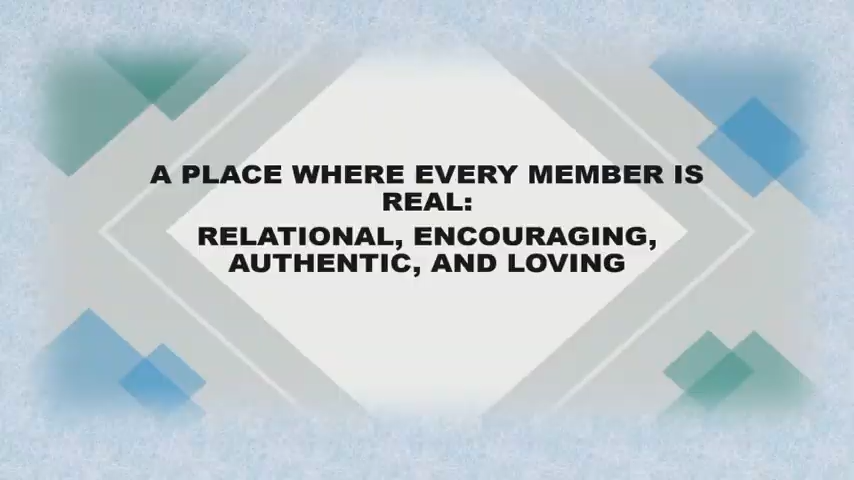 A PLACE WHERE EVERY MEMBER IS
REAL:
RELATIONAL, ENCOURAGING,
AUTHENTIC, AND LOVING